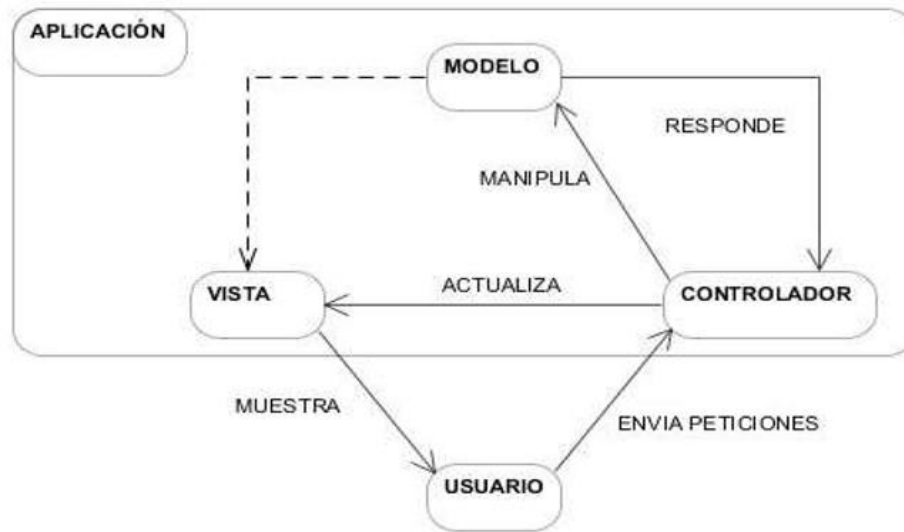 APLICACIÓN
MODELO
RESPONDE
MANIPULA
VISTA
ACTUALIZA
CONTROLADOR
MUESTRA
ENVIA PETICIONES
USUARIO